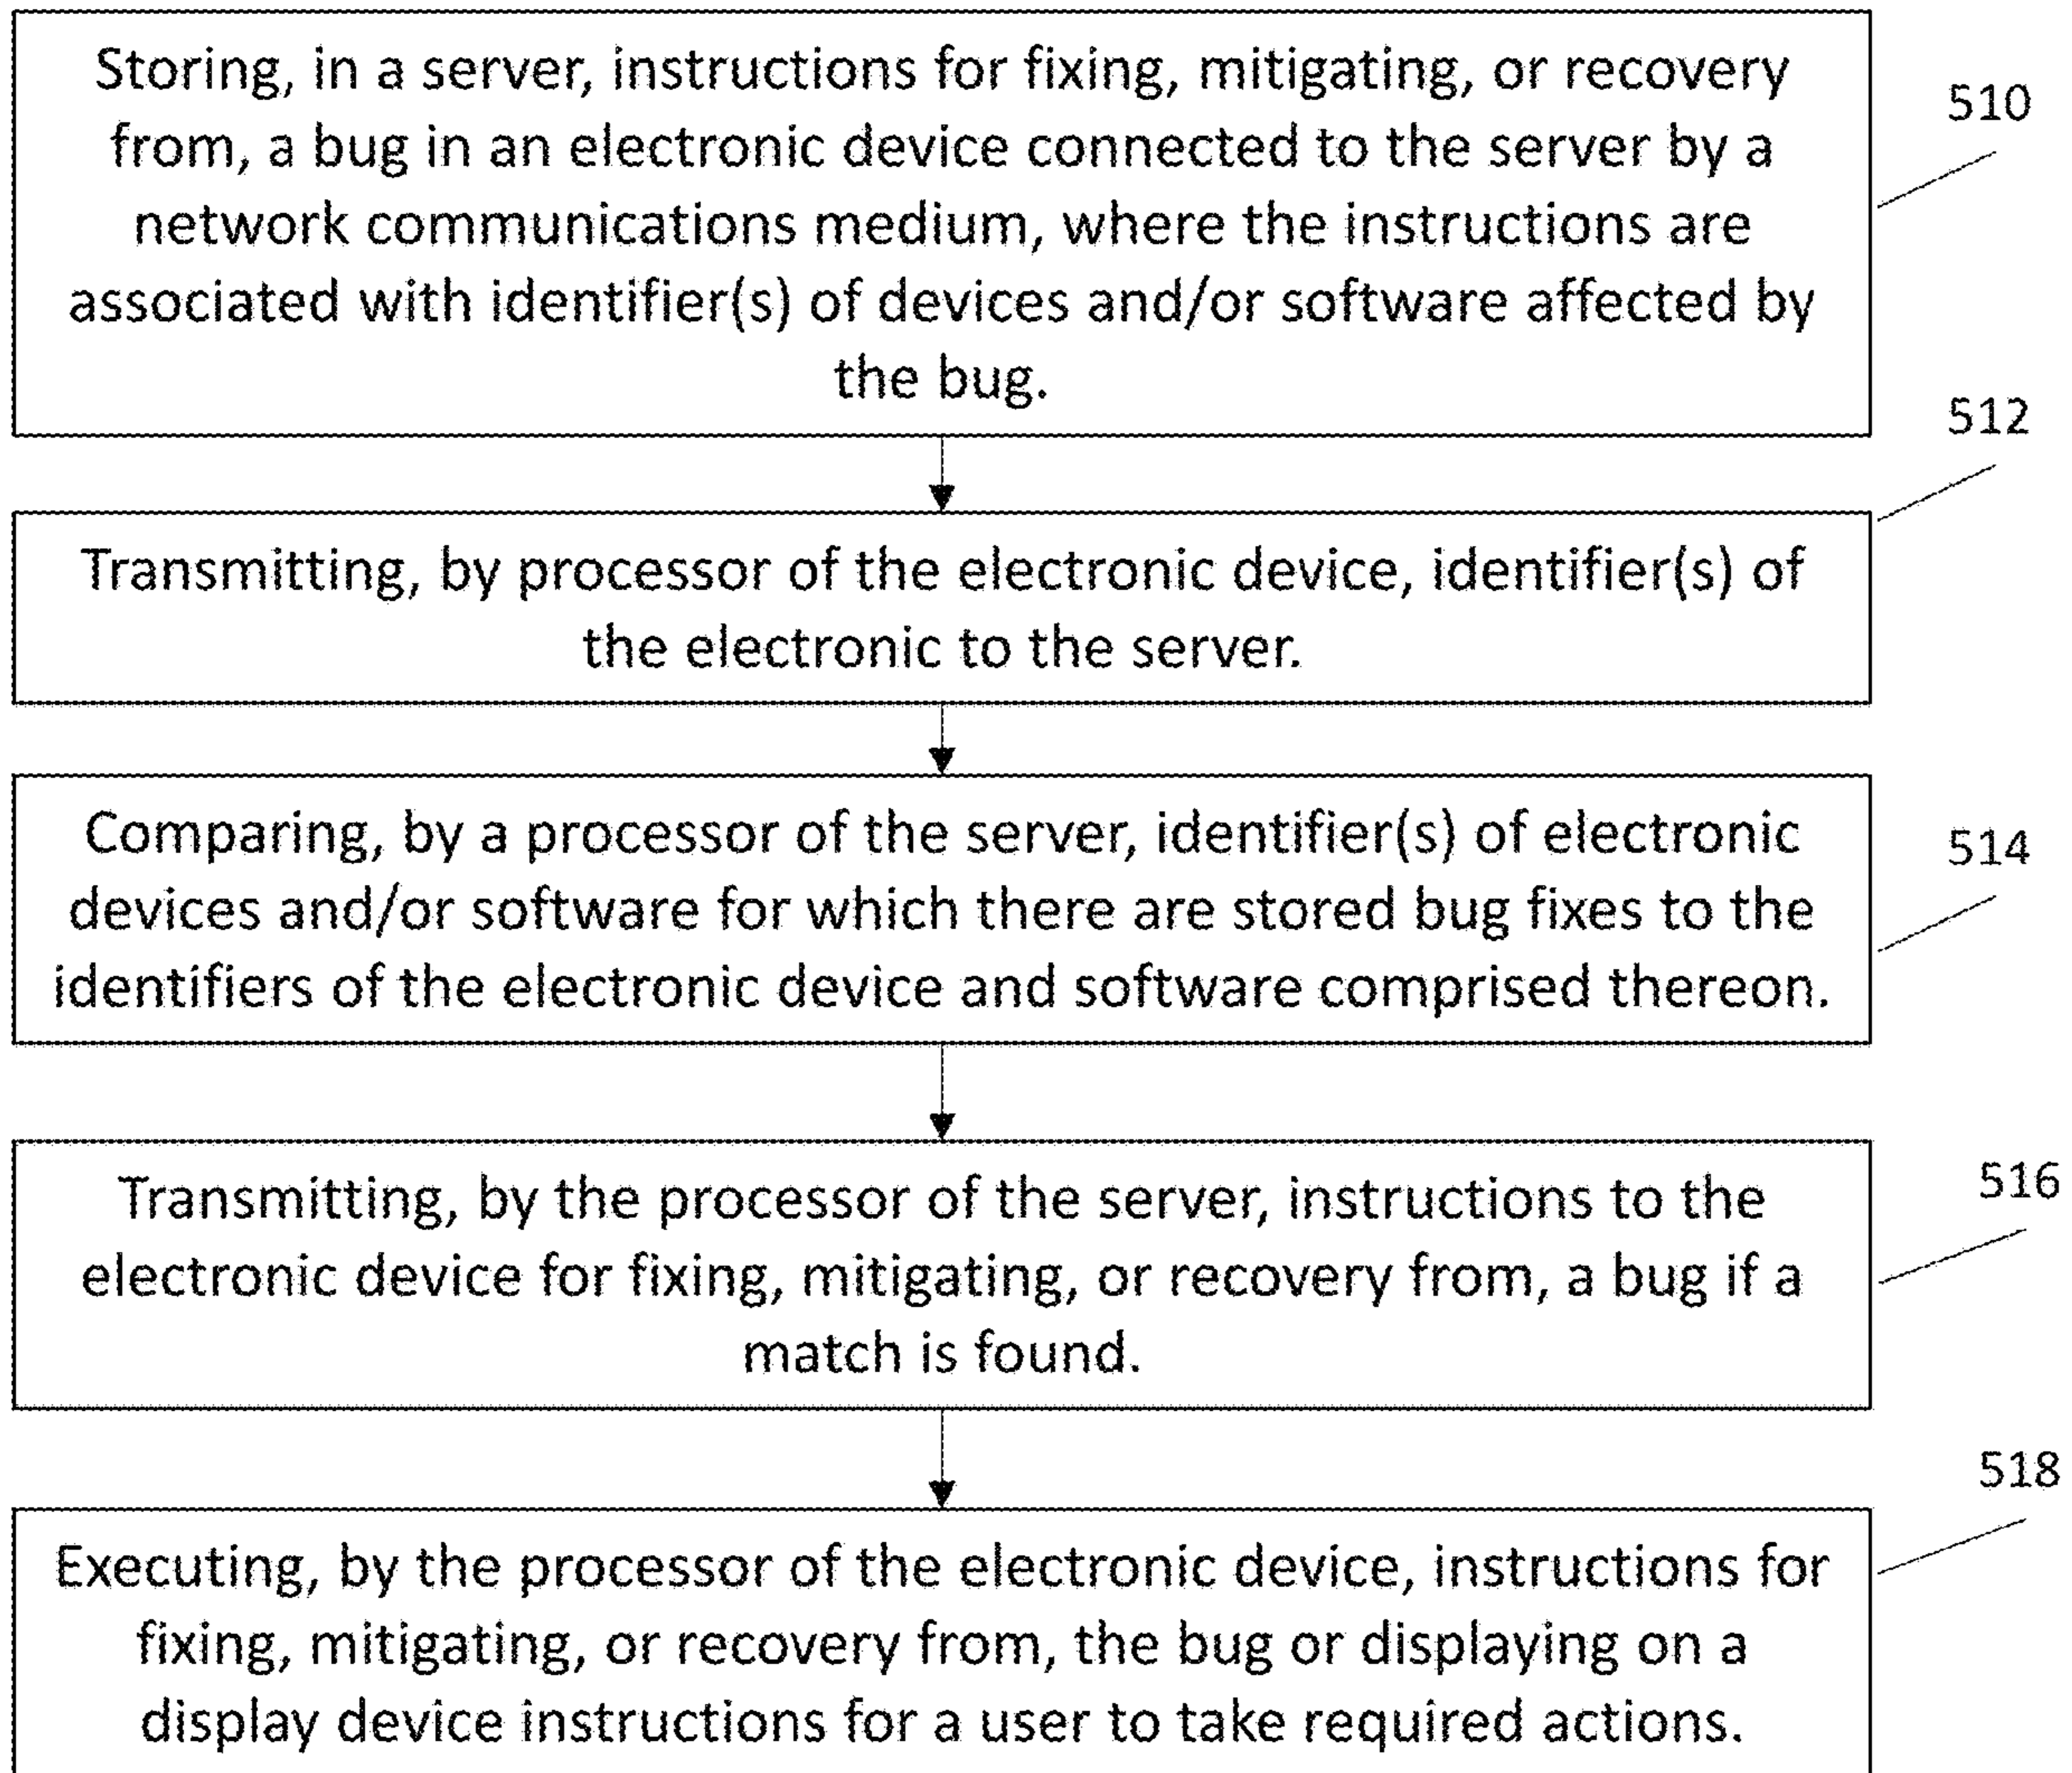 Storing, in a server, instructions for fixing, mitigating, or recovery
from, a bug in an electronic device connected to the server by a
network communications medium, where the instructions are
associated with identifier(s) of devices and/or software affected by
the bug.
510
Transmitting, by processor of the electronic device, identifier(s) of
the electronic to the server.
512
Comparing, by a processor of the server, identifier(s) of electronic
devices and/or software for which there are stored bug fixes to the
identifiers of the electronic device and software comprised thereon.
514
Transmitting, by the processor of the server, instructions to the
electronic device for fixing, mitigating, or recovery from, a bug if a
match is found.
516
Executing, by the processor of the electronic device, instructions for
fixing, mitigating, or recovery from, the bug or displaying on a
display device instructions for a user to take required actions.
518